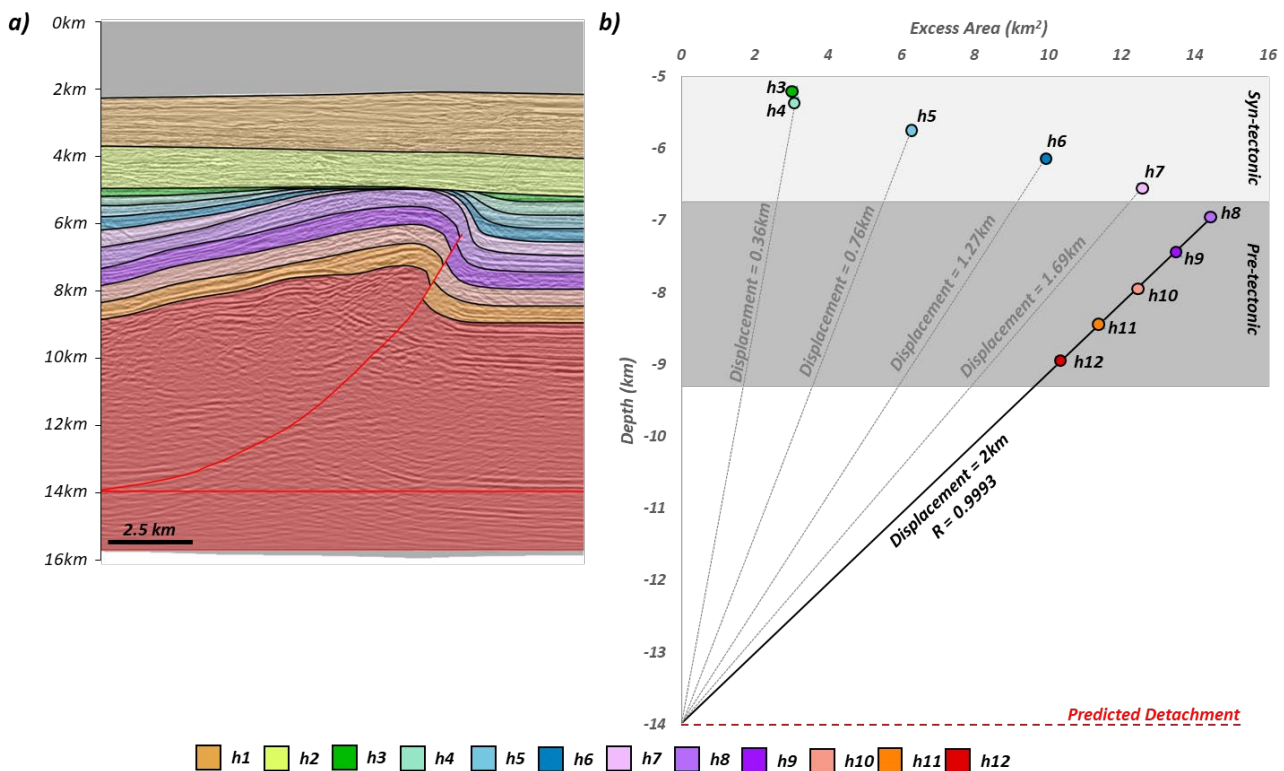 a)
0km
2km
4km
6km
8km
10km
12km
14km
16km
2.5 km
b)
Excess Area (km²)
0 2 4 6 8 10 12 14 16
Depth (km)
-5
-6
-7
-8
-9
-10
-11
-12
-13
-14
h3
h4
h5
h6
h7
h8
h9
h10
h11
h12
Syn-tectonic
Pre-tectonic
Displacement = 0.36km
Displacement = 0.76km
Displacement = 1.27km
Displacement = 1.69km
Displacement = 2km
R = 0.9993
Predicted Detachment
h1 h2 h3 h4 h5 h6 h7 h8 h9 h10 h11 h12